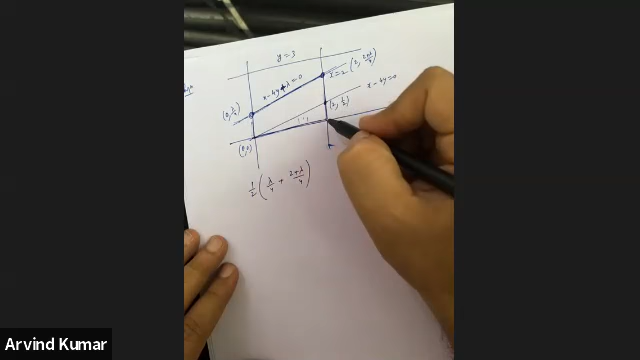 y = 3
x = 2
(2, 2+λ/4)
x - 4y + λ = 0
x - 4y = 0
(0, λ/4)
(2, 1/2)
(0, 0)
1/2 (λ/4 + 2+λ/4)
Arvind Kumar